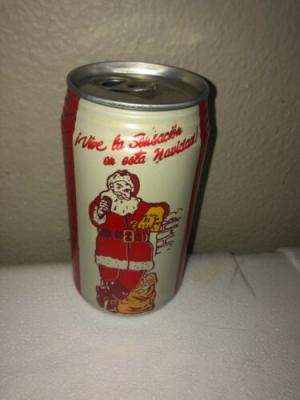 ¡Vive la Sensación
en esta Navidad!